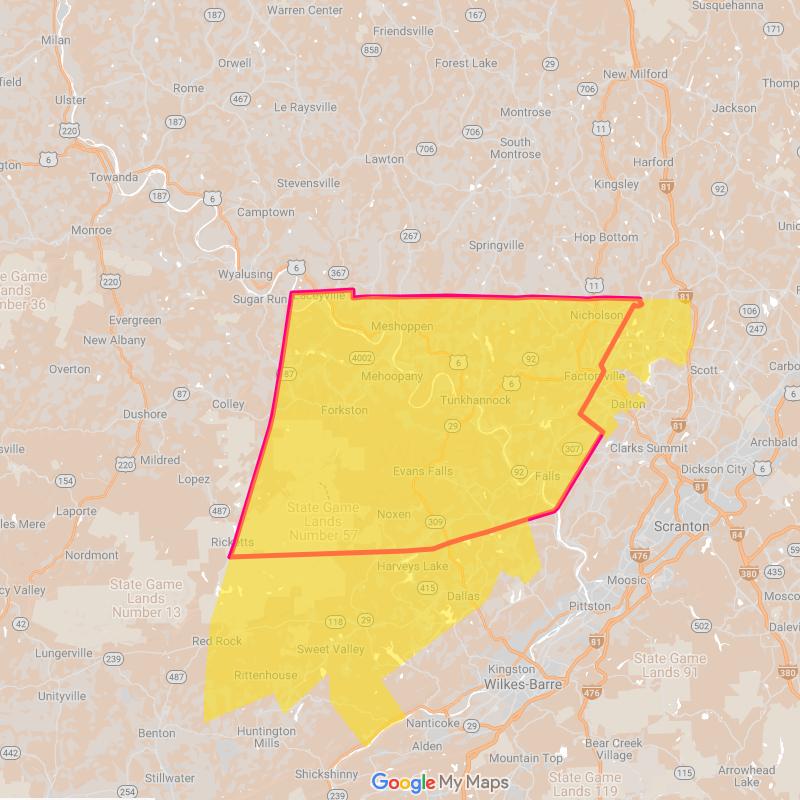 Susquehanna
Warren Center
187
167
171
Milan
Friendsville
858
Orwell
Forest Lake
29
New Milford
field
Thomp
Rome
706
Ulster
467
Le Raysville
Montrose
Jackson
187
706
11
220
706
South
Montrose
6
Lawton
Harford
gton
Towanda
Stevensville
Kingsley
81
92
187
6
Camptown
Unio
Monroe
267
Hop Bottom
Springville
State Game
Lands
Number 36
Wyalusing
6
367
220
11
Sugar Run
Laceyville
81
Evergreen
Meshoppen
Nicholson
106
New Albany
247
4002
6
92
Overton
87
Mehoopany
Factoryville
Scott
Carbo
87
6
6
Colley
Forkston
Tunkhannock
Dalton
Dushore
29
81
Archbald
sville
Mildred
307
Clarks Summit
220
Evans Falls
92
Falls
Dickson City
6
154
Lopez
81
Laporte
487
State Game
Lands
Number 57
Noxen
309
Scranton
les Mere
84
Ricketts
Nordmont
476
Harveys Lake
380
435
State Game
Lands
Number 13
Moosic
cy Valley
415
Dallas
Moscow
Pittston
42
118
29
502
Dalevi
Red Rock
81
Lungerville
Sweet Valley
239
State Game
Lands 91
487
Rittenhouse
Kingston
380
Unityville
Wilkes-Barre
476
Benton
Huntington
Mills
Nanticoke
29
442
Alden
Bear Creek
Village
Mountain Top
Stillwater
Shickshinny
115
Arrowhead
Lake
254
239
State Game
Lands 119
Google My Maps